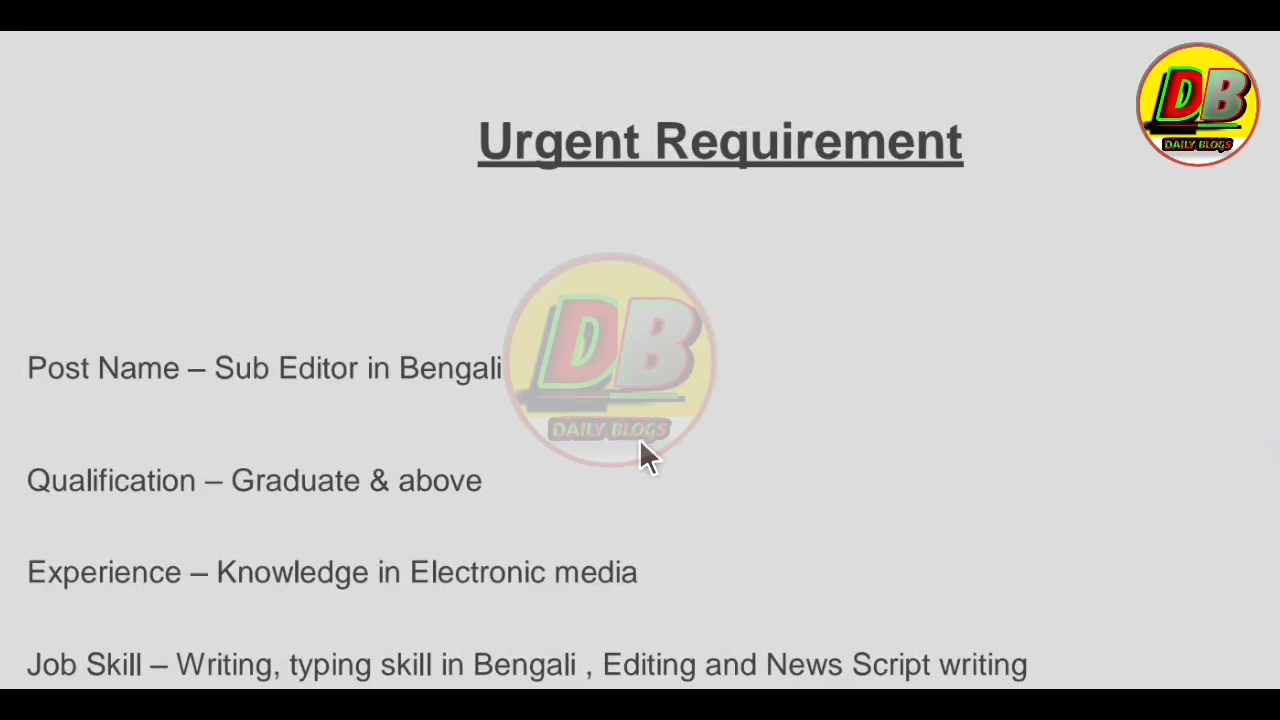 DB
DAILY BLOGS
Urgent Requirement
DB
DAILY BLOGS
Post Name – Sub Editor in Bengali
Qualification – Graduate & above
Experience – Knowledge in Electronic media
Job Skill – Writing, typing skill in Bengali , Editing and News Script writing